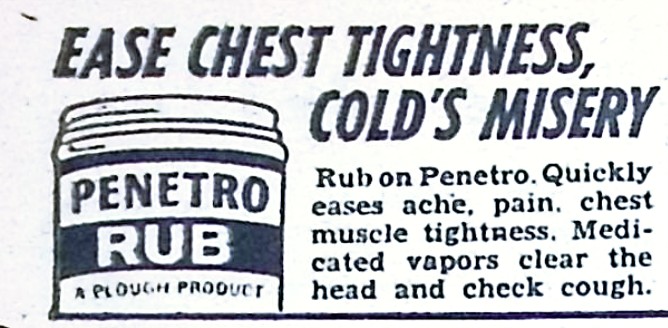 EASE CHEST TIGHTNESS,
COLD'S MISERY
PENETRO
RUB
A PLOUGH PRODUCT
Rub on Penetro. Quickly
eases ache, pain, chest
muscle tightness. Medi-
cated vapors clear the
head and check cough.